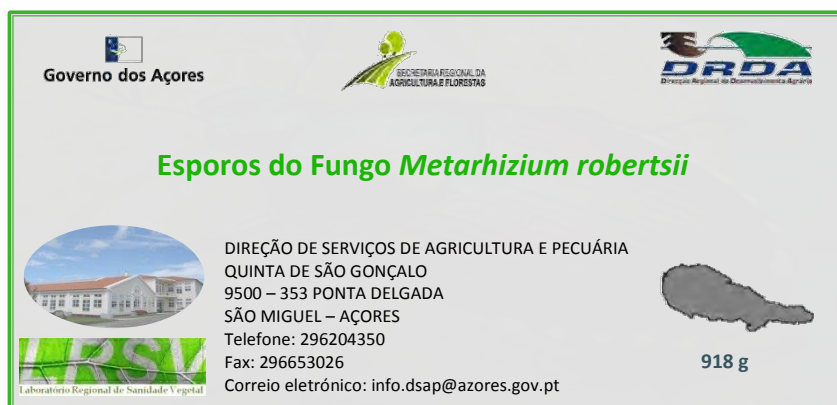 Governo dos Açores
SECRETARIA REGIONAL DA
AGRICULTURA E FLORESTAS
DRDA
Direcção Regional do Desenvolvimento Agrário
Esporos do Fungo Metarhizium robertsii
DIREÇÃO DE SERVIÇOS DE AGRICULTURA E PECUÁRIA
QUINTA DE SÃO GONÇALO
9500 – 353 PONTA DELGADA
SÃO MIGUEL – AÇORES
Telefone: 296204350
Fax: 296653026
Correio eletrónico: info.dsap@azores.gov.pt
LRSV
Laboratório Regional de Sanidade Vegetal
918 g